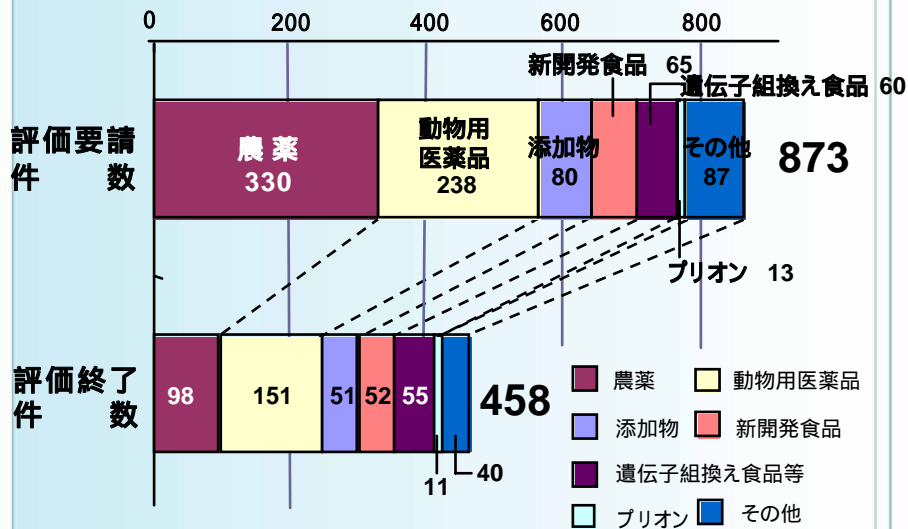 0 200 400 600 800
新開発食品 65
遺伝子組換え食品 60
評価要請
件 数
農薬
330
動物用
医薬品
238
添加物
80
その他
87
873
プリオン 13
評価終了
件 数
98
151
51
52
55
458
11
40
農薬
動物用医薬品
添加物
新開発食品
遺伝子組換え食品等
プリオン
その他